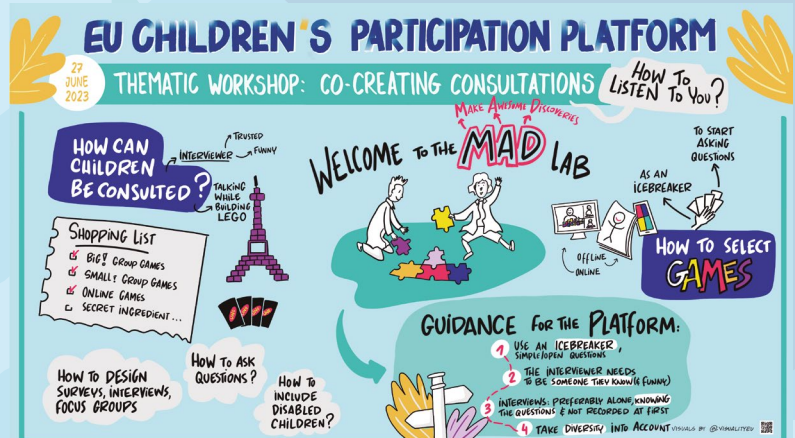 EU CHILDREN'S PARTICIPATION PLATFORM
27
JUNE
2023
THEMATIC WORKSHOP: CO-CREATING CONSULTATIONS
HOW TO
LISTEN TO YOU?
HOW CAN
CHILDREN
BE CONSULTED?
INTERVIEWER
TRUSTED
FUNNY
TALKING
WHILE
BUILDING
LEGO
SHOPPING LIST
BIG! GROUP GAMES
SMALL! GROUP GAMES
ONLINE GAMES
SECRET INGREDIENT...
MAKE AWESOME DISCOVERIES
WELCOME TO THE MAD LAB
TO START
ASKING
QUESTIONS
AS AN
ICEBREAKER
OFFLINE
ONLINE
HOW TO SELECT
GAMES
HOW TO DESIGN
SURVEYS, INTERVIEWS,
FOCUS GROUPS
HOW TO ASK
QUESTIONS?
HOW TO
INCLUDE
DISABLED
CHILDREN?
GUIDANCE FOR THE PLATFORM:
1 USE AN ICEBREAKER,
SIMPLE/OPEN QUESTIONS
2 THE INTERVIEWER NEEDS
TO BE SOMEONE THEY KNOW (& FUNNY)
3 INTERVIEWS: PREFERABLY ALONE, KNOWING
THE QUESTIONS & NOT RECORDED AT FIRST
4 TAKE DIVERSITY INTO ACCOUNT
VISUALS BY @VISUALITYEU